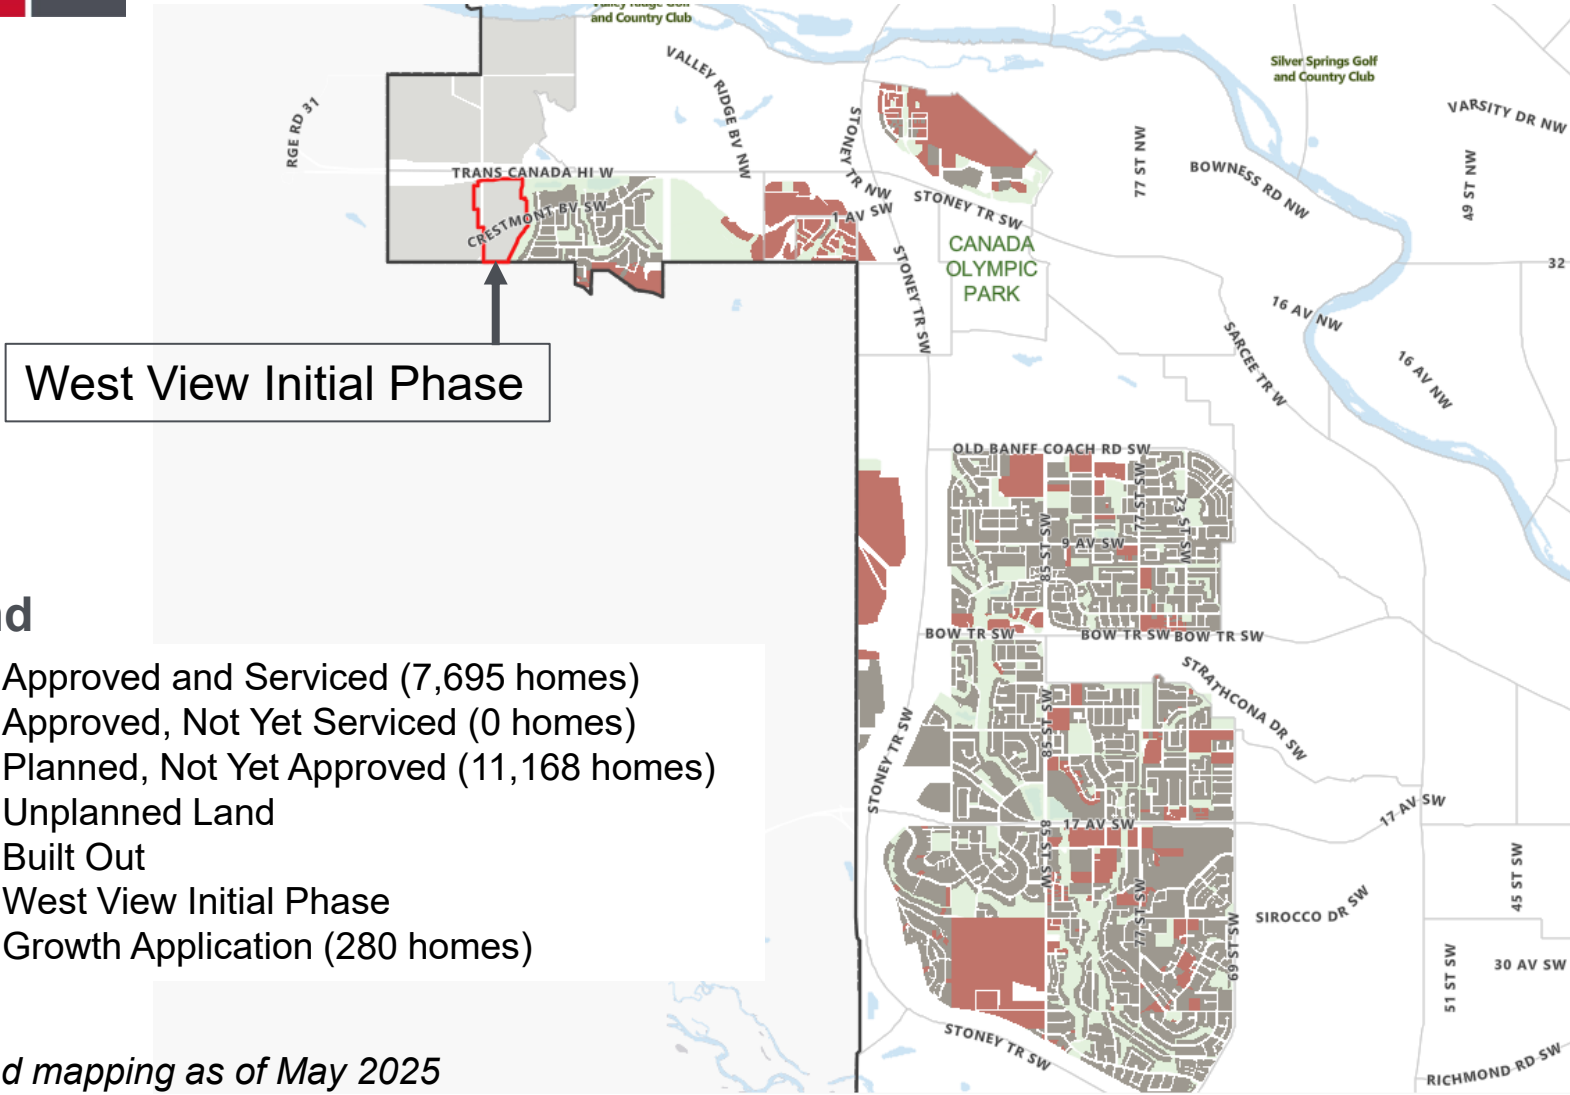 and Country Club
Silver Springs Golf
and Country Club
VALLEY RIDGE BV NW
RGE RD 31
STONEY TR NW
77 ST NW
BOWNESS RD NW
VARSITY DR NW
49 ST NW
TRANS CANADA HI W
CRESTMONT BV SW
1 AV SW
STONEY TR SW
CANADA
OLYMPIC
PARK
STONEY TR SW
32
16 AV NW
SARCEE TR W
16 AV NW
West View Initial Phase
OLD BANFF COACH RD SW
77 ST SW
73 ST SW
85 ST SW
9 AV SW
BOW TR SW
BOW TR SW
BOW TR SW
STRATHCONA DR SW
85 ST SW
STONEY TR SW
17 AV SW
17 AV SW
85 ST SW
77 ST SW
69 ST SW
SIROCCO DR SW
45 ST SW
51 ST SW
30 AV SW
STONEY TR SW
RICHMOND RD SW
Approved and Serviced (7,695 homes)
Approved, Not Yet Serviced (0 homes)
Planned, Not Yet Approved (11,168 homes)
Unplanned Land
Built Out
West View Initial Phase
Growth Application (280 homes)
d mapping as of May 2025